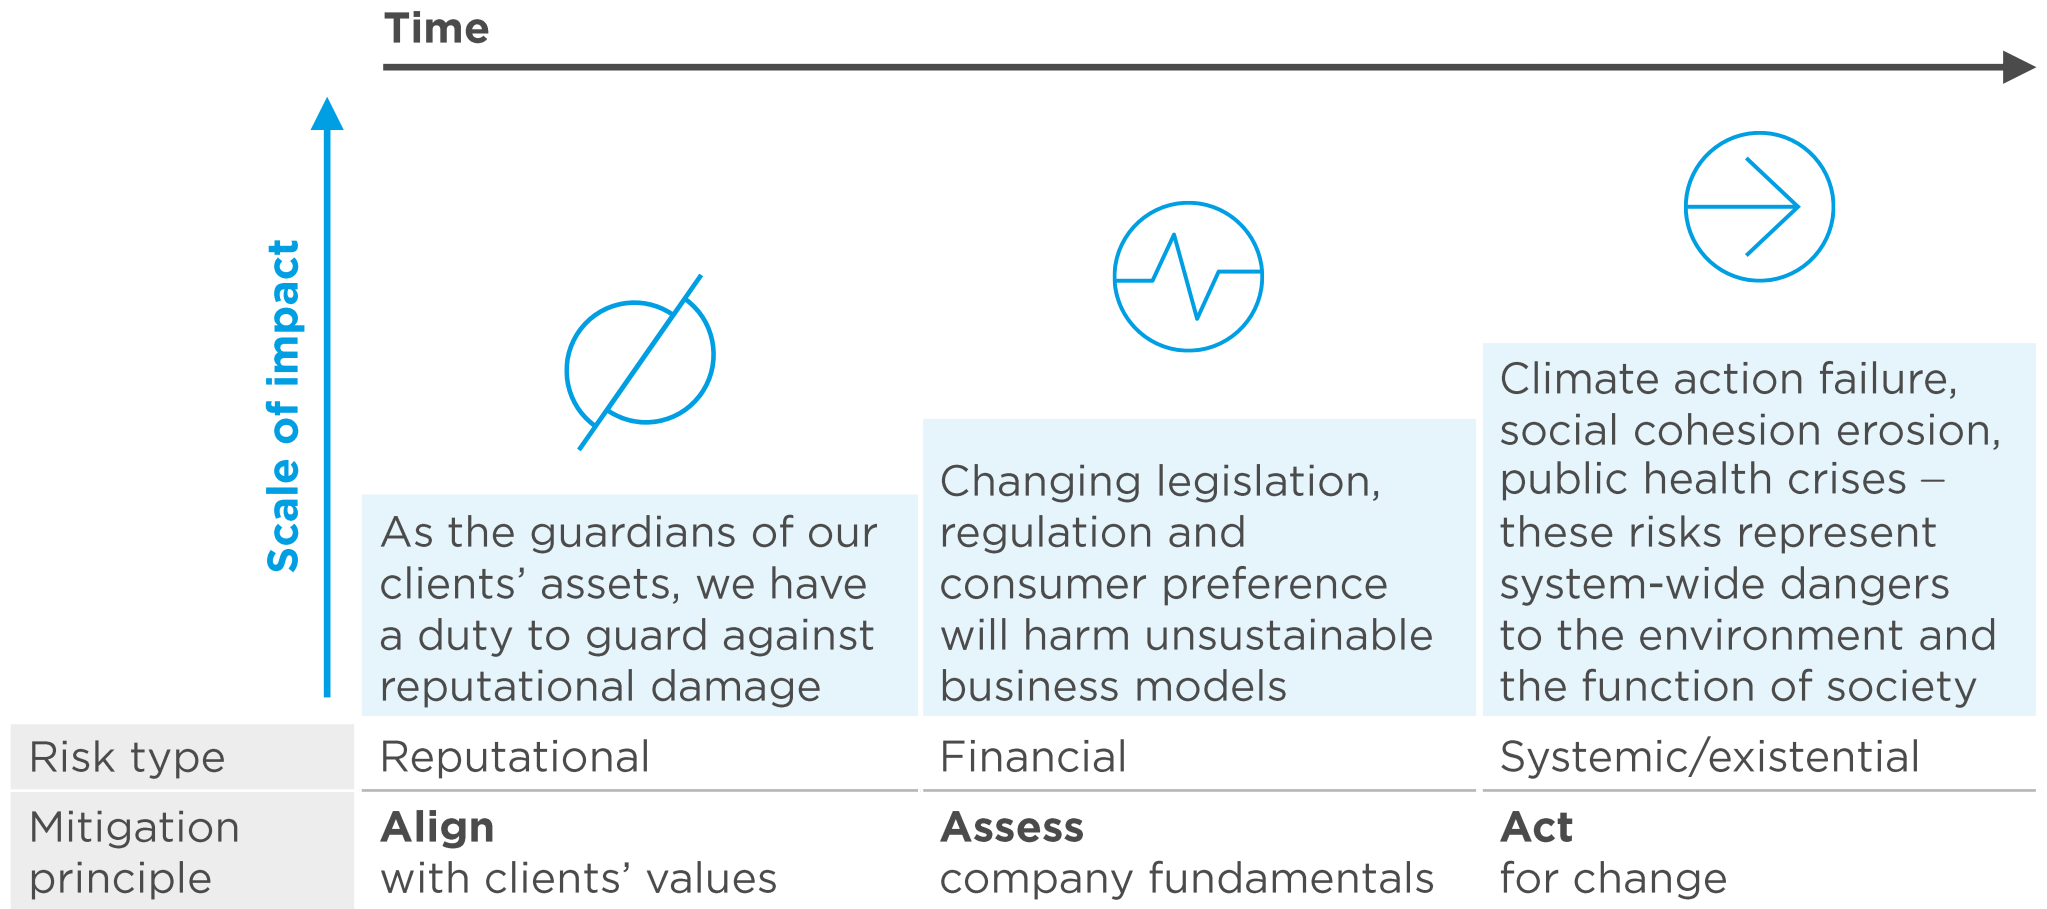 Time
Scale of impact
As the guardians of our
clients’ assets, we have
a duty to guard against
reputational damage
Changing legislation,
regulation and
consumer preference
will harm unsustainable
business models
Climate action failure,
social cohesion erosion,
public health crises –
these risks represent
system-wide dangers
to the environment and
the function of society
Risk type
Reputational
Financial
Systemic/existential
Mitigation
principle
Align
with clients’ values
Assess
company fundamentals
Act
for change